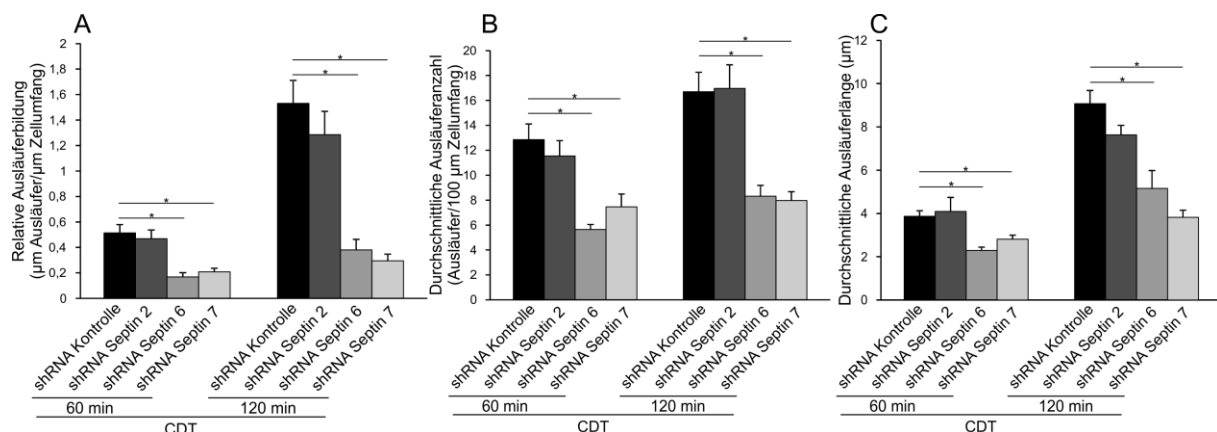 A
Relative Ausläuferbildung
(µm Ausläufer/µm Zellumfang)
2
1,8
1,6
1,4
1,2
1
0,8
0,6
0,4
0,2
0
*
*
*
*
shRNA Kontrolle
shRNA Septin 2
shRNA Septin 6
shRNA Septin 7
shRNA Kontrolle
shRNA Septin 2
shRNA Septin 6
shRNA Septin 7
60 min
120 min
CDT
B
Durchschnittliche Ausläuferanzahl
(Ausläufer/100 µm Zellumfang)
20
18
16
14
12
10
8
6
4
2
0
*
*
*
*
shRNA Kontrolle
shRNA Septin 2
shRNA Septin 6
shRNA Septin 7
shRNA Kontrolle
shRNA Septin 2
shRNA Septin 6
shRNA Septin 7
60 min
120 min
CDT
C
Durchschnittliche Ausläuferlänge (µm)
12
10
8
6
4
2
0
*
*
*
*
shRNA Kontrolle
shRNA Septin 2
shRNA Septin 6
shRNA Septin 7
shRNA Kontrolle
shRNA Septin 2
shRNA Septin 6
shRNA Septin 7
60 min
120 min
CDT